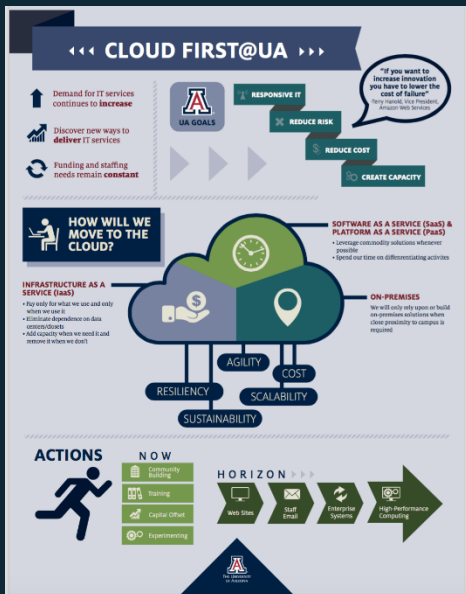 CLOUD FIRST@UA
Demand for IT services
continues to increase
Discover new ways to
deliver IT services
Funding and staffing
needs remain constant
A
UA GOALS
RESPONSIVE IT
REDUCE RISK
REDUCE COST
CREATE CAPACITY
"If you want to
increase innovation
you have to lower the
cost of failure"
-Terry Hanold, Vice President,
Amazon Web Services
HOW WILL WE
MOVE TO THE
CLOUD?
SOFTWARE AS A SERVICE (SaaS) &
PLATFORM AS A SERVICE (PaaS)
• Leverage commodity solutions whenever
possible
• Spend our time on differentiating activites
INFRASTRUCTURE AS A
SERVICE (IaaS)
• Pay only for what we use and only
when we use it
• Eliminate dependence on data
centers/closets
• Add capacity when we need it and
remove it when we don't
$
ON-PREMISES
We will only rely upon or build
on-premises solutions when
close proximity to campus is
required
AGILITY
COST
RESILIENCY
SCALABILITY
SUSTAINABILITY
ACTIONS
NOW
Community
Building
Training
Capital Offset
Experimenting
HORIZON
Web Sites
Staff
Email
Enterprise
Systems
High-Performance
Computing
A
THE UNIVERSITY
OF ARIZONA